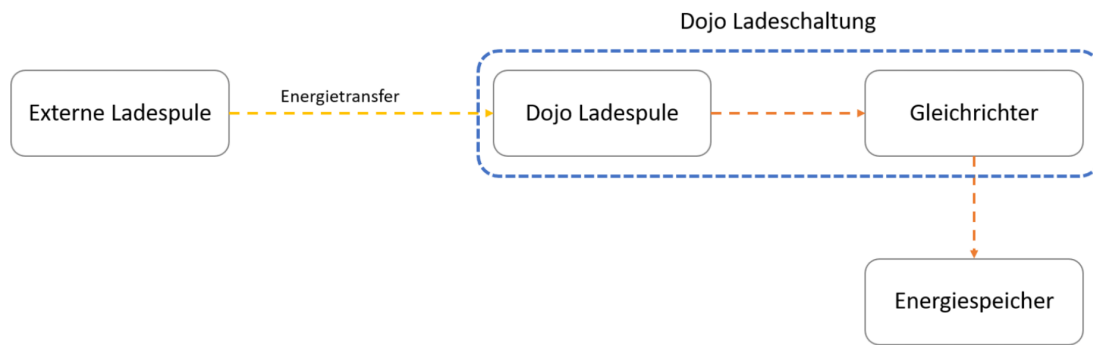 Dojo Ladeschaltung
Externe Ladespule
Energietransfer
Dojo Ladespule
Gleichrichter
Energiespeicher